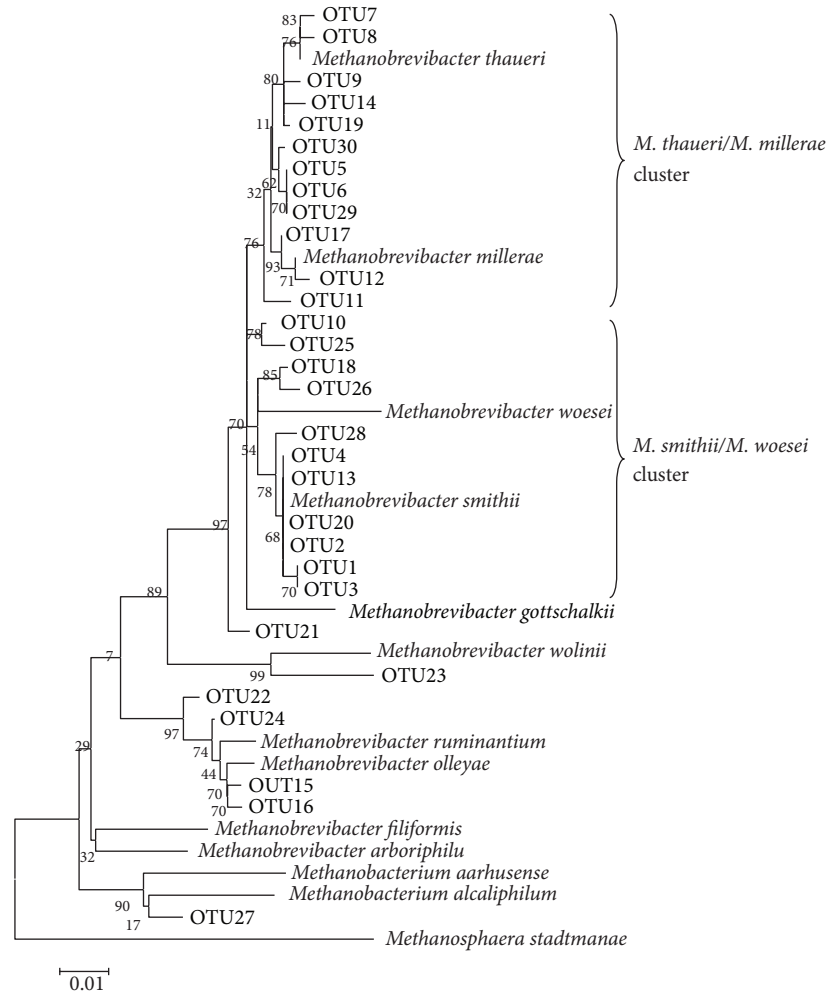 83
OTU7
OTU8
76
Methanobrevibacter thaueri
80
OTU9
OTU14
11
OTU19
OTU30
M. thaueri/M. millerae
cluster
OTU5
62
32
OTU6
70
OTU29
OTU17
76
Methanobrevibacter millerae
93
71
OTU12
OTU11
OTU10
78
OTU25
OTU18
85
OTU26
Methanobrevibacter woesei
70
OTU28
54
OTU4
M. smithii/M. woesei
cluster
OTU13
78
Methanobrevibacter smithii
97
OTU20
68
OTU2
OTU1
89
70
OTU3
Methanobrevibacter gottschalkii
OTU21
7
Methanobrevibacter wolinii
99
OTU23
OTU22
97
OTU24
29
74
Methanobrevibacter ruminantium
44
Methanobrevibacter olleyae
70
OUT15
70
OTU16
Methanobrevibacter filiformis
32
Methanobrevibacter arboriphilu
Methanobacterium aarhusense
Methanobacterium alcaliphilum
90
17
OTU27
Methanosphaera stadtmanae
0.01